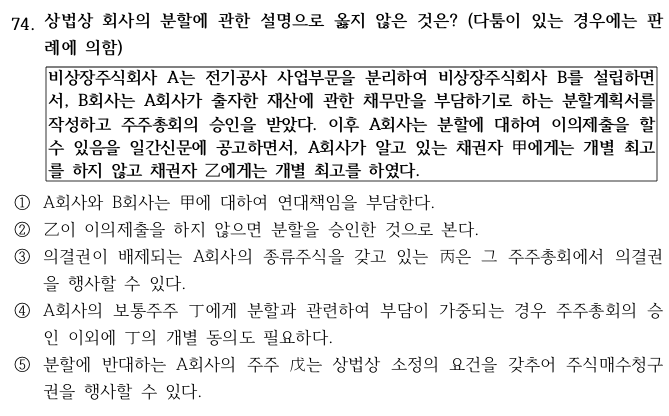 74. 상법상 회사의 분할에 관한 설명으로 옳지 않은 것은? (다툼이 있는 경우에는 판
례에 의함)
비상장주식회사 A는 전기공사 사업부문을 분리하여 비상장주식회사 B를 설립하면
서, B회사는 A회사가 출자한 재산에 관한 채무만을 부담하기로 하는 분할계획서를
작성하고 주주총회의 승인을 받았다. 이후 A회사는 분할에 대하여 이의제출을 할
수 있음을 일간신문에 공고하면서, A회사가 알고 있는 채권자 甲에게는 개별 최고
를 하지 않고 채권자 乙에게는 개별 최고를 하였다.
① A회사와 B회사는 甲에 대하여 연대책임을 부담한다.
② 乙이 이의제출을 하지 않으면 분할을 승인한 것으로 본다.
③ 의결권이 배제되는 A회사의 종류주식을 갖고 있는 丙은 그 주주총회에서 의결권
을 행사할 수 있다.
④ A회사의 보통주주 丁에게 분할과 관련하여 부담이 가중되는 경우 주주총회의 승
인 이외에 丁의 개별 동의도 필요하다.
⑤ 분할에 반대하는 A회사의 주주 戊는 상법상 소정의 요건을 갖추어 주식매수청구
권을 행사할 수 있다.